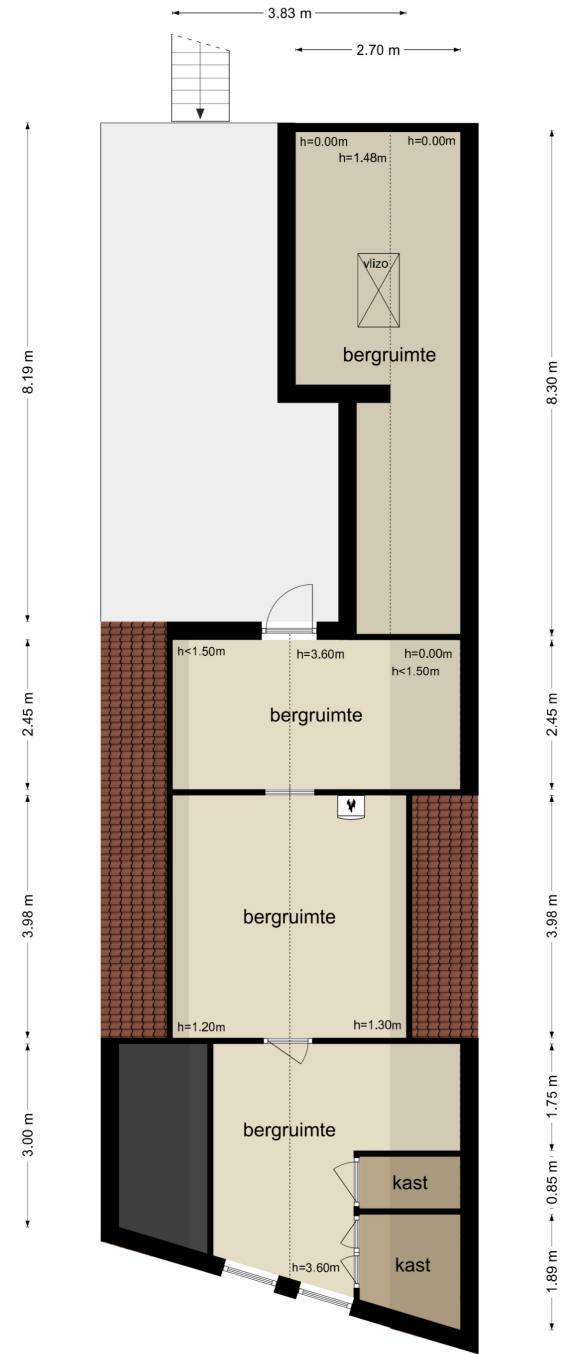 3.83 m
2.70 m
h=0.00m
h=0.00m
h=1.48m
vlizo
bergruimte
8.19 m
8.30 m
h<1.50m
h=3.60m
h=0.00m
h<1.50m
bergruimte
2.45 m
2.45 m
bergruimte
3.98 m
3.98 m
h=1.20m
h=1.30m
bergruimte
3.00 m
1.75 m
kast
0.85 m
kast
h=3.60m
1.89 m